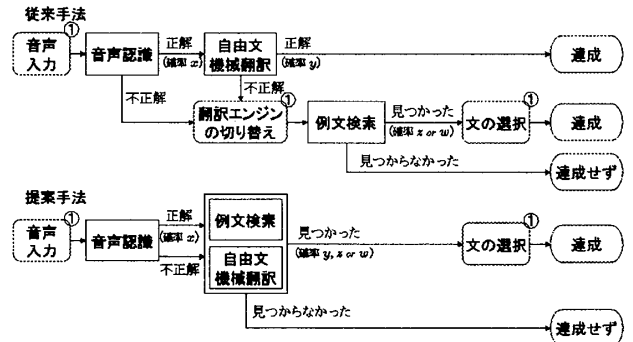 従来手法
音声
入力
①
音声認識
正解
(確率 x)
自由文
機械翻訳
正解
(確率 y)
達成
不正解
不正解
翻訳エンジン
の切り替え
①
例文検索
見つかった
(確率 z or w)
文の選択
①
達成
見つからなかった
達成せず
提案手法
音声
入力
①
音声認識
正解
(確率 x)
不正解
例文検索
自由文
機械翻訳
見つかった
(確率 y, z or w)
文の選択
①
達成
見つからなかった
達成せず